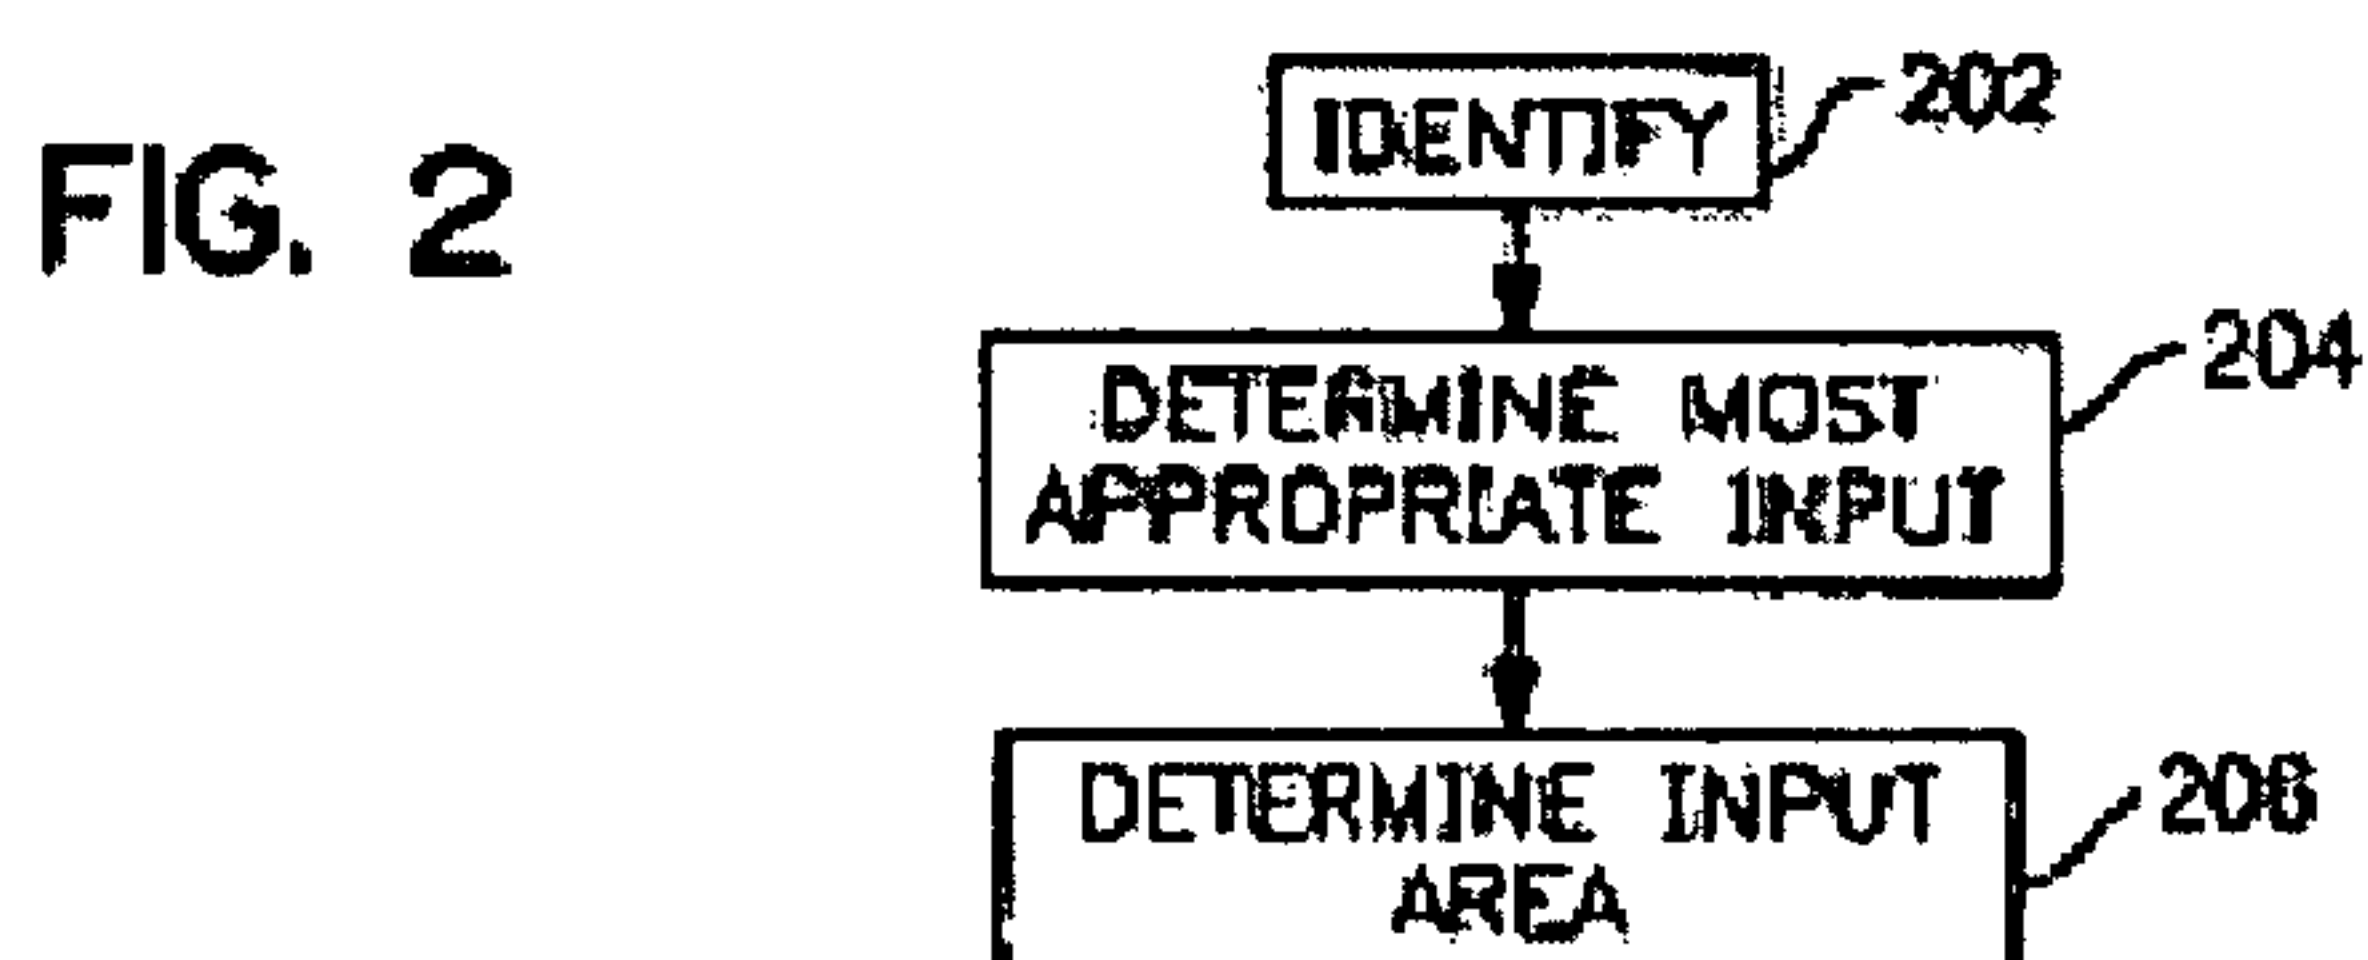 FIG. 2
IDENTIFY
202
DETERMINE MOST
APPROPRIATE INPUT
204
DETERMINE INPUT
AREA
206